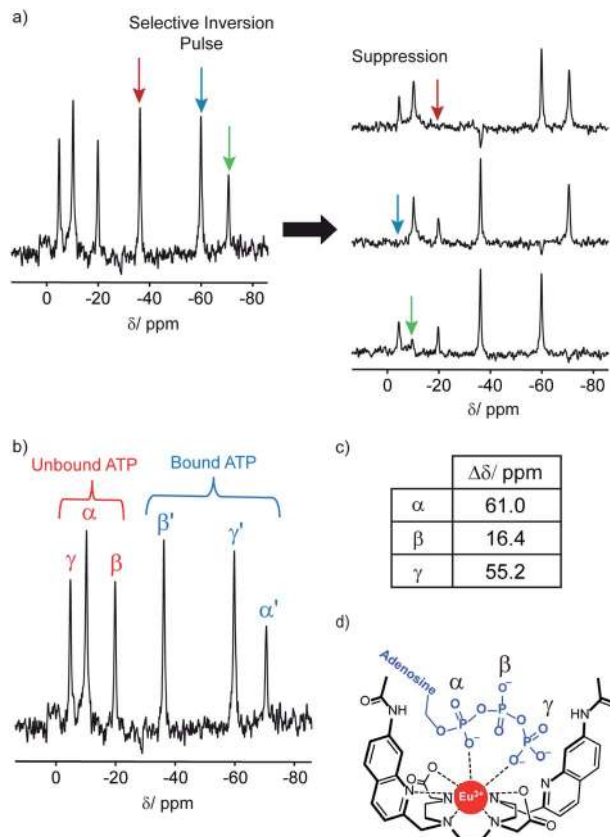 a)
Selective Inversion
Pulse
Suppression
0 -20 -40 -60 -80
δ/ ppm
0 -20 -40 -60 -80
δ/ ppm
b)
Unbound ATP
Bound ATP
γ
α
β
β'
γ'
α'
0 -20 -40 -60 -80
δ/ ppm
c)
Δδ/ ppm
α 61.0
β 16.4
γ 55.2
d)
Adenosine
α
β
γ
O
NH
O
P
O
O⁻
O
O⁻
P
O
O
P
O
O⁻
O⁻
O
HN
N
O
O
N
N
Eu³⁺
N
N
O
O
N